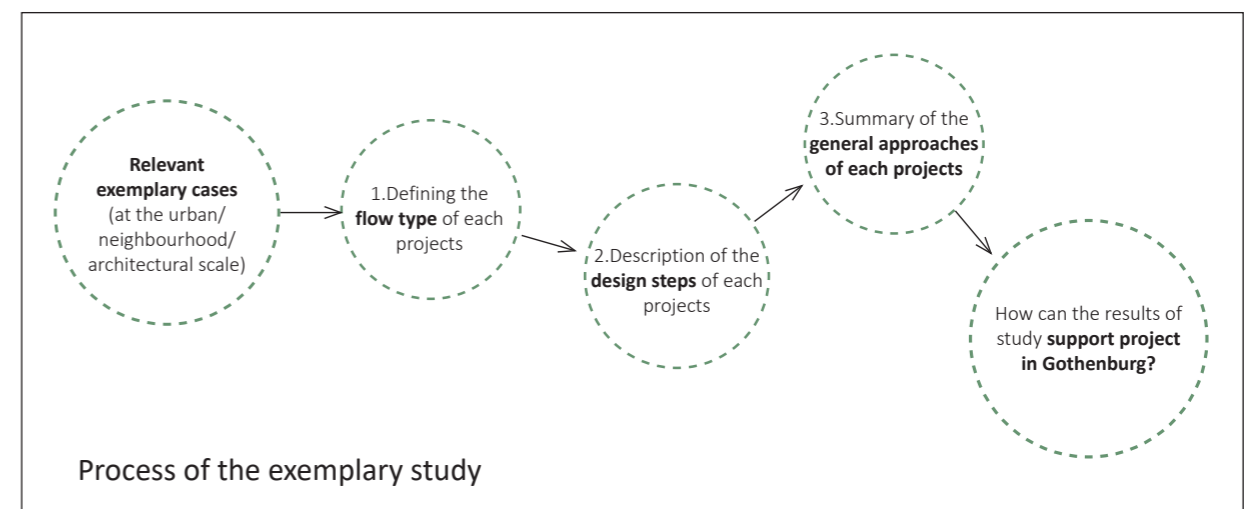 Relevant
exemplary cases
(at the urban/
neighbourhood/
architectural scale)
1.Defining the
flow type of each
projects
2.Description of the
design steps of each
projects
3.Summary of the
general approaches
of each projects
How can the results of
study support project
in Gothenburg?
Process of the exemplary study